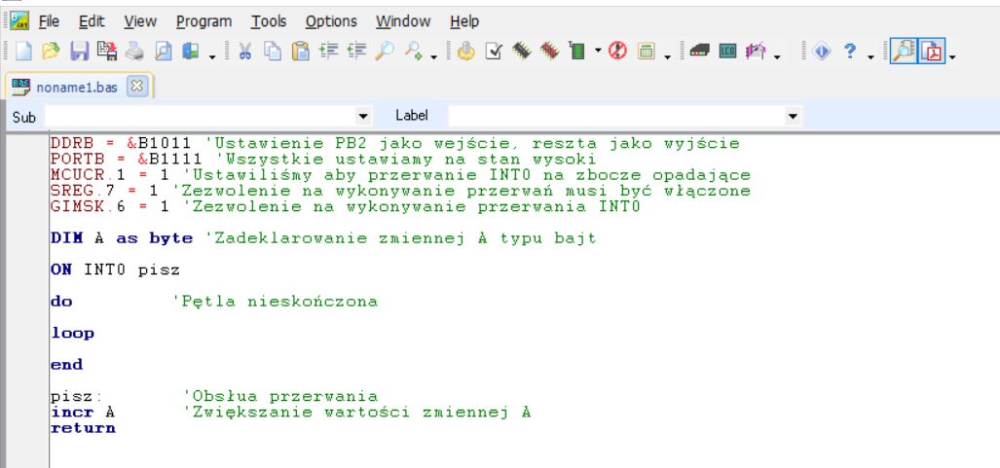 File Edit View Program Tools Options Window Help
noname1.bas
Sub Label
DDRB = &B1011 'Ustawienie PB2 jako wejście, reszta jako wyjście
PORTB = &B1111 'Wszystkie ustawiamy na stan wysoki
MCUCR.1 = 1 'Ustawiliśmy aby przerwanie INT0 na zbocze opadające
SREG.7 = 1 'Zezwolenie na wykonywanie przerwań musi być włączone
GIMSK.6 = 1 'Zezwolenie na wykonywanie przerwania INT0
DIM A as byte 'Zadeklarowanie zmiennej A typu bajt
ON INT0 pisz
do 'Pętla nieskończona
loop
end
pisz: 'Obsłua przerwania
incr A 'Zwiększanie wartości zmiennej A
return